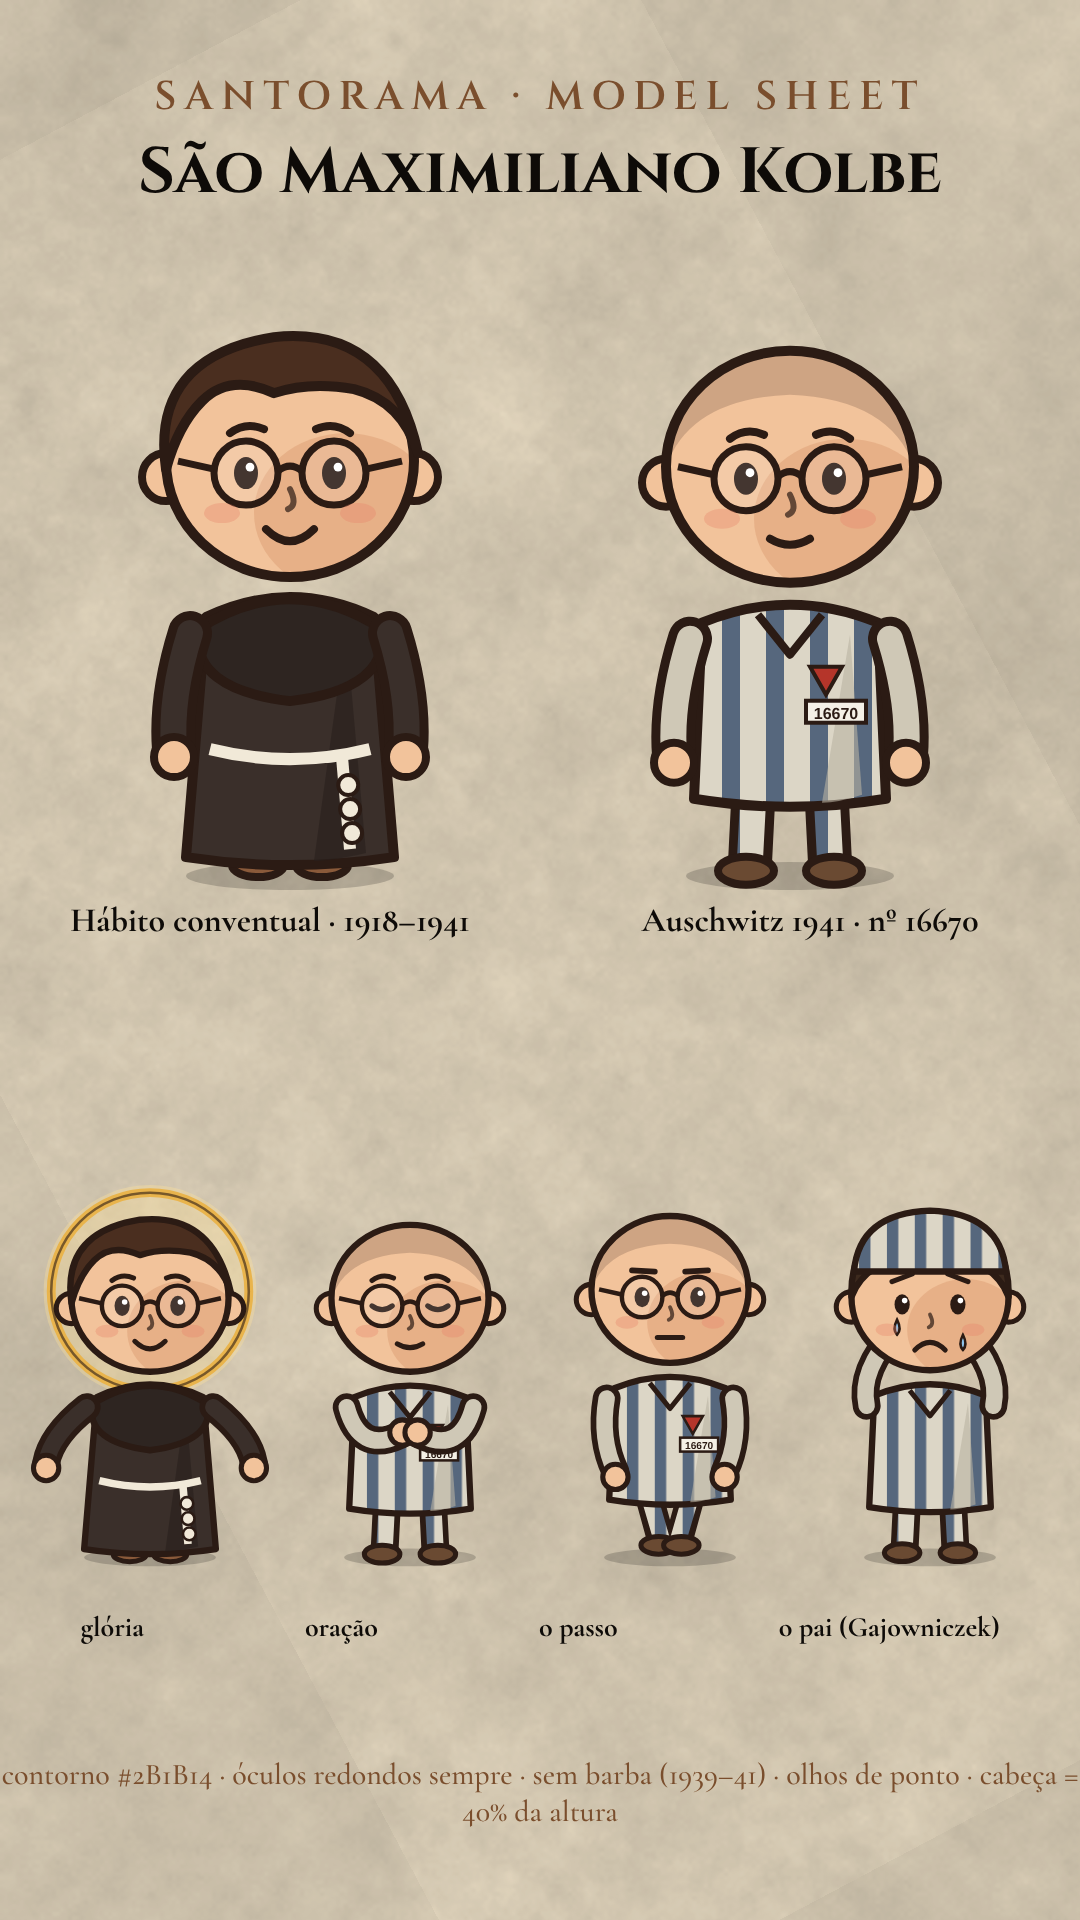 SANTORAMA · MODEL SHEET
São Maximiliano Kolbe
16670
Hábito conventual · 1918–1941
Auschwitz 1941 · nº 16670
16670
16670
glória
oração
o passo
o pai (Gajowniczek)
contorno #2B1B14 · óculos redondos sempre · sem barba (1939–41) · olhos de ponto · cabeça =
40% da altura